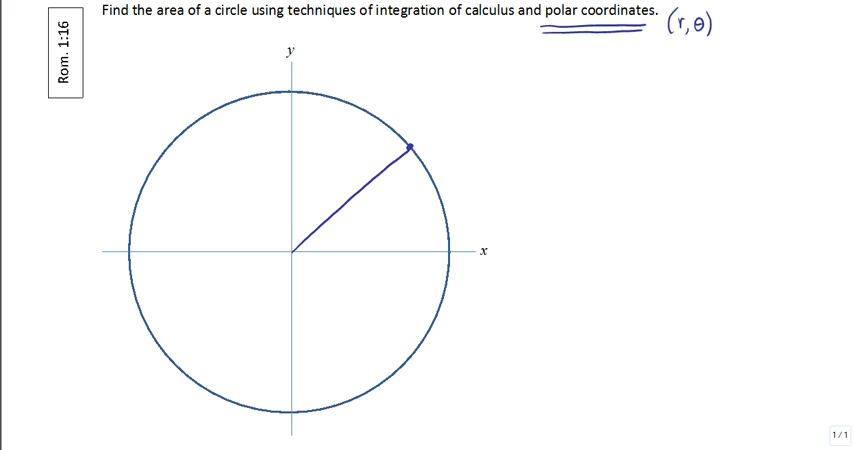 Find the area of a circle using techniques of integration of calculus and polar coordinates. (r, θ)
Rom. 1:16
y
x
1 / 1